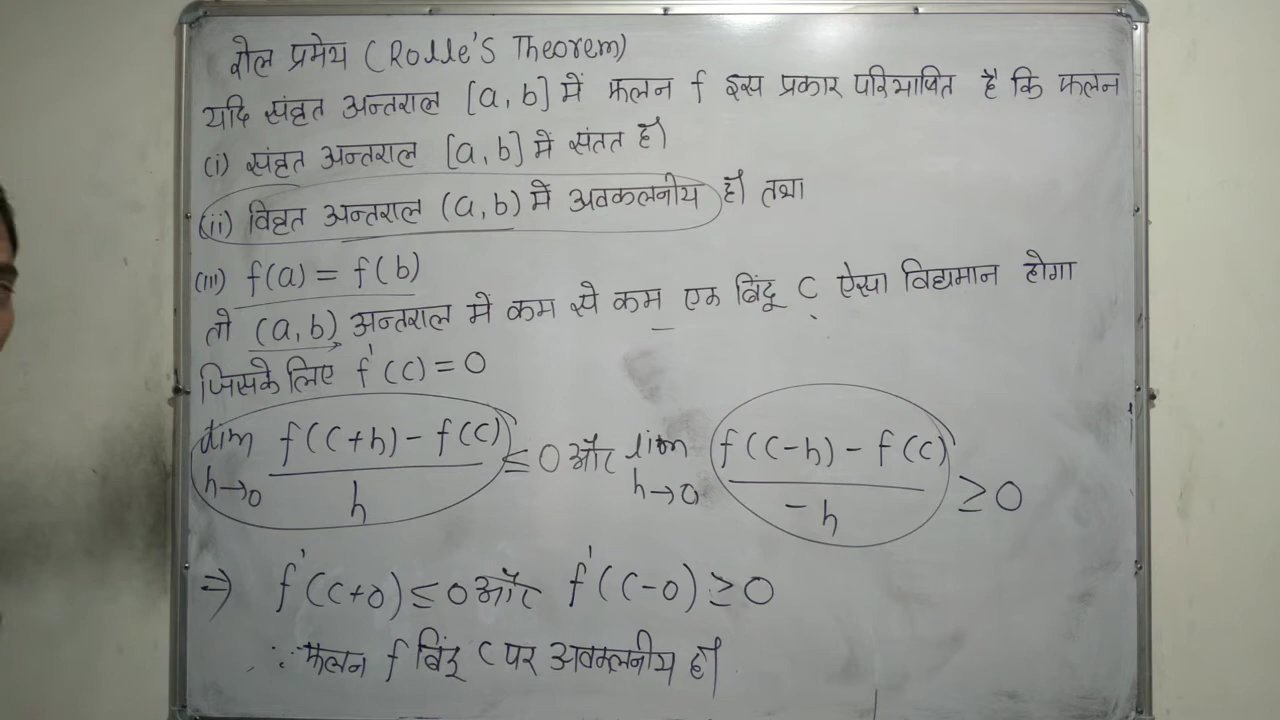 रोल प्रमेय (Rolle's Theorem)
यदि संवृत अन्तराल [a, b] में फलन f इस प्रकार परिभाषित है कि फलन
(i) संवृत अन्तराल [a, b] में संतत है।
(ii) विवृत अन्तराल (a, b) में अवकलनीय है। तथा
(iii) f(a) = f(b)
तो (a, b) अन्तराल में कम से कम एक बिंदू C ऐसा विद्यमान होगा
जिसके लिए f'(c) = 0
lim h→0 f(c+h) - f(c) / h ≤ 0 और lim h→0 f(c-h) - f(c) / -h ≥ 0
⇒ f'(c+0) ≤ 0 और f'(c-0) ≥ 0
∵ फलन f बिंदू C पर अवकलनीय है।